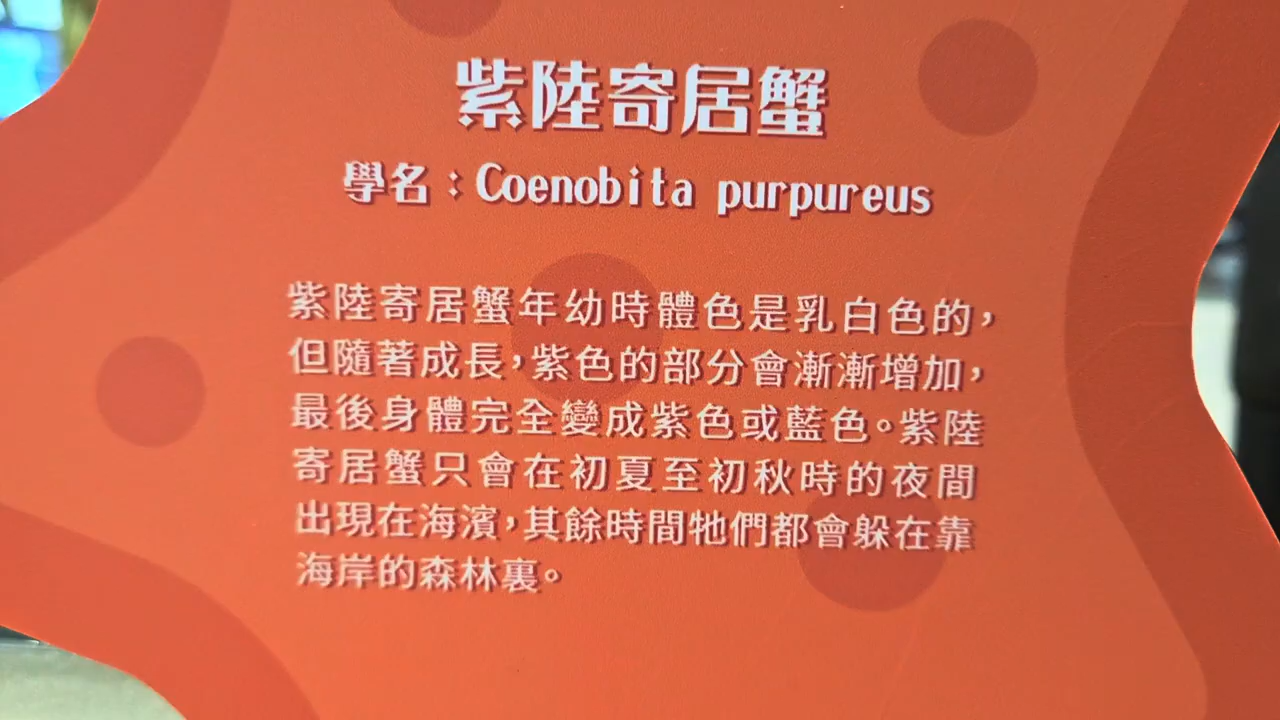 紫陸寄居蟹
學名：Coenobita purpureus
紫陸寄居蟹年幼時體色是乳白色的，
但隨著成長，紫色的部分會漸漸增加，
最後身體完全變成紫色或藍色。紫陸
寄居蟹只會在初夏至初秋時的夜間
出現在海濱，其餘時間牠們都會躲在靠
海岸的森林裏。